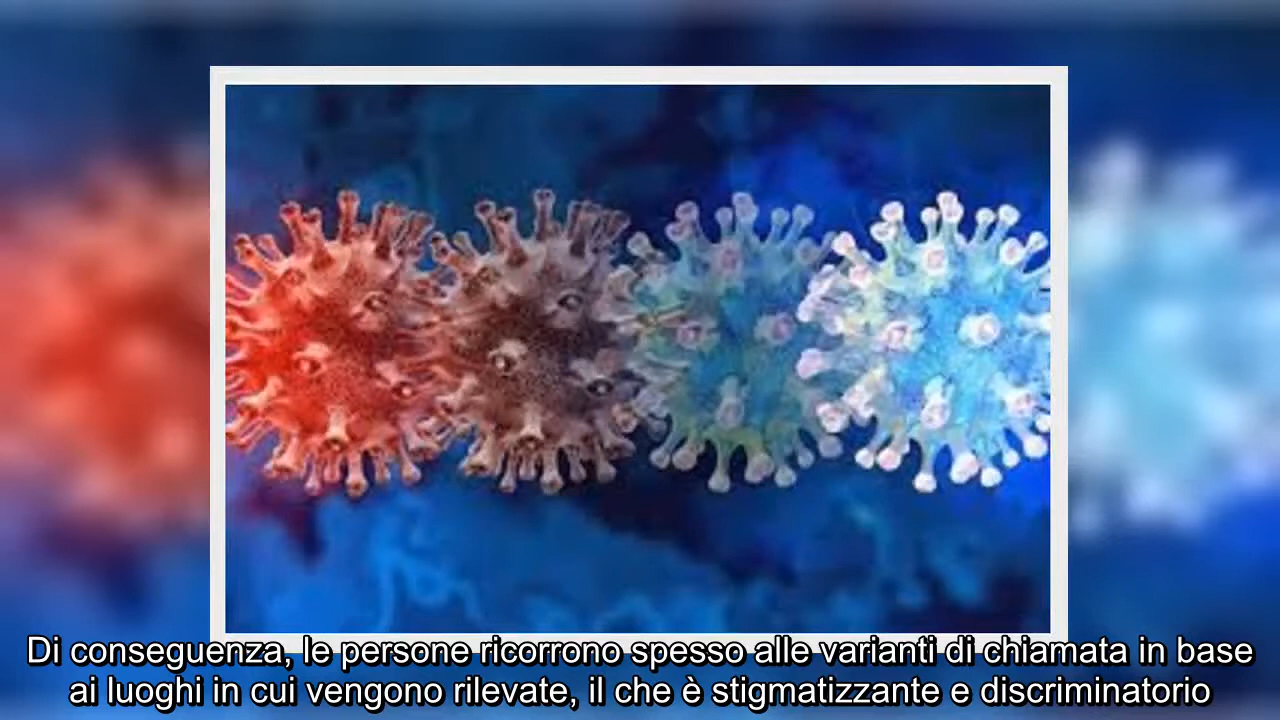 Di conseguenza, le persone ricorrono spesso alle varianti di chiamata in base
ai luoghi in cui vengono rilevate, il che è stigmatizzante e discriminatorio